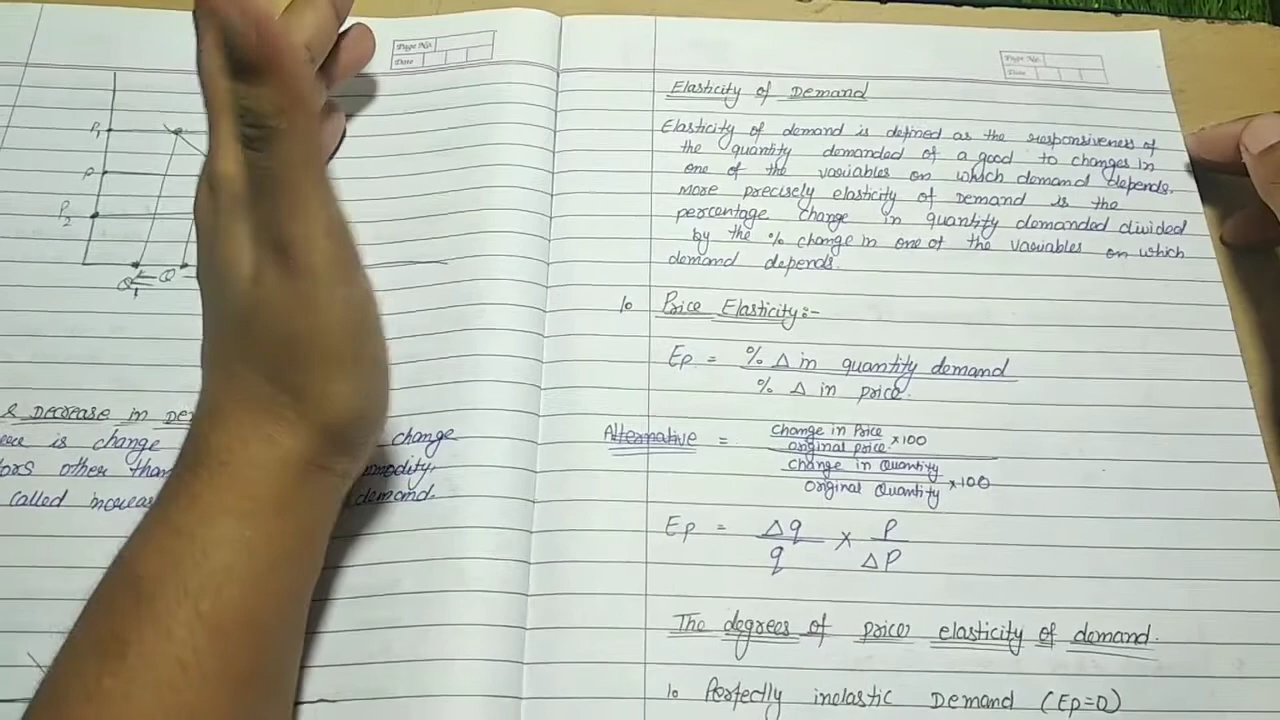 Page No.
Date
P1
P
P2
Q1
Q
& Decrease in
is change
change
other than
called
demand.
Page No.
Date
Elasticity of Demand
Elasticity of demand is defined as the responsiveness of
the quantity demanded of a good to changes in
one of the variables on which demand depends.
more precisely elasticity of Demand is the
percentage change in quantity demanded divided
by the % change in one of the variables on which
demand depends.
1. Price Elasticity:-
Ep = % Δ in quantity demand
% Δ in price.
Alternative = change in Price
original price ×100
change in Quantity
original Quantity ×100
Ep = Δq/q × P/ΔP
The degrees of price elasticity of demand.
1. Perfectly inelastic Demand (Ep=0)